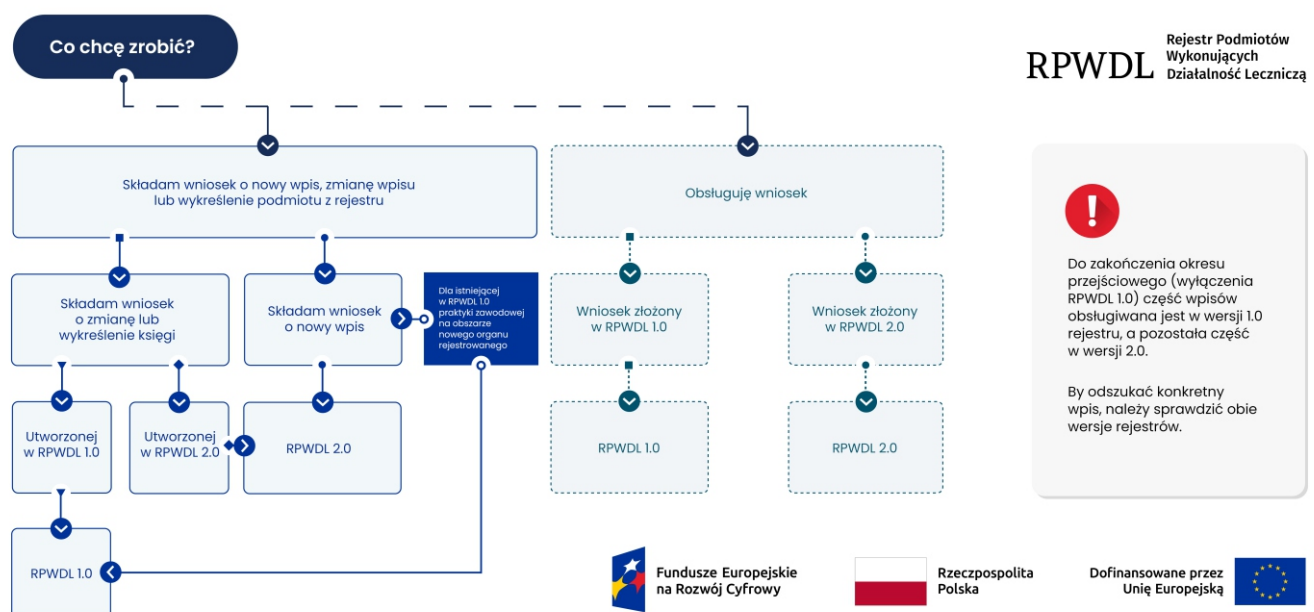 Co chcę zrobić?
RPWDL
Rejestr Podmiotów
Wykonujących
Działalność Leczniczą
Składam wniosek o nowy wpis, zmianę wpisu
lub wykreślenie podmiotu z rejestru
Obsługuję wniosek
Składam wniosek
o zmianę lub
wykreślenie księgi
Składam wniosek
o nowy wpis
Dla istniejącej
w RPWDL 1.0
praktyki zawodowej
na obszarze
nowego organu
rejestrowanego
Wniosek złożony
w RPWDL 1.0
Wniosek złożony
w RPWDL 2.0
Utworzonej
w RPWDL 1.0
Utworzonej
w RPWDL 2.0
RPWDL 2.0
RPWDL 1.0
RPWDL 2.0
RPWDL 1.0
!
Do zakończenia okresu
przejściowego (wyłączenia
RPWDL 1.0) część wpisów
obsługiwana jest w wersji 1.0
rejestru, a pozostała część
w wersji 2.0.
By odszukać konkretny
wpis, należy sprawdzić obie
wersje rejestrów.
Fundusze Europejskie
na Rozwój Cyfrowy
Rzeczpospolita
Polska
Dofinansowane przez
Unię Europejską